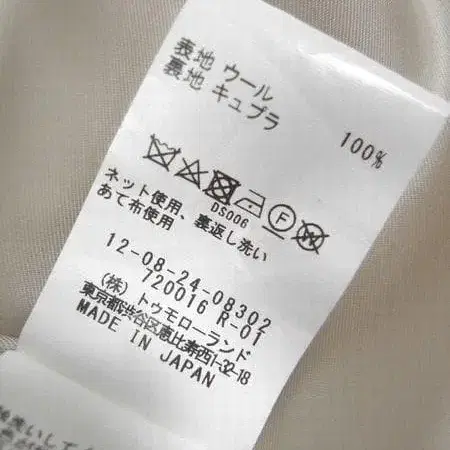 表地 ウール
裏地 キュプラ 100%
DS006
ネット使用、裏返し洗い
あて布使用
12-08-24-08302
720016 R-01
(株) トゥモローランド
東京都渋谷区恵比寿西1-32-18
MADE IN JAPAN